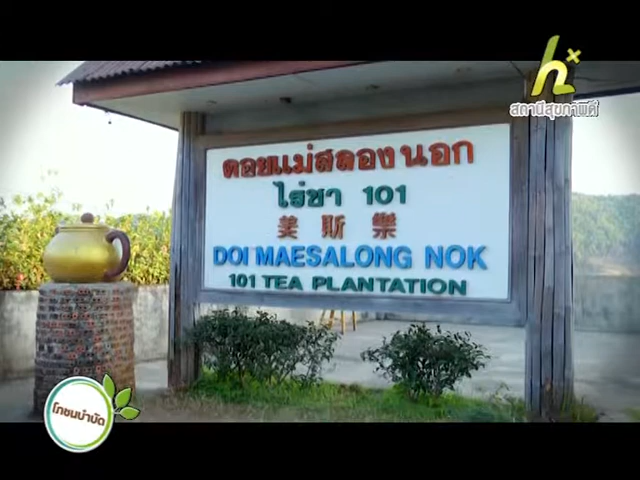 h+
สถานีสุขภาพดี
ดอยแม่สลองนอก
ไร่ชา 101
美斯樂
DOI MAESALONG NOK
101 TEA PLANTATION
โภชนบำบัด